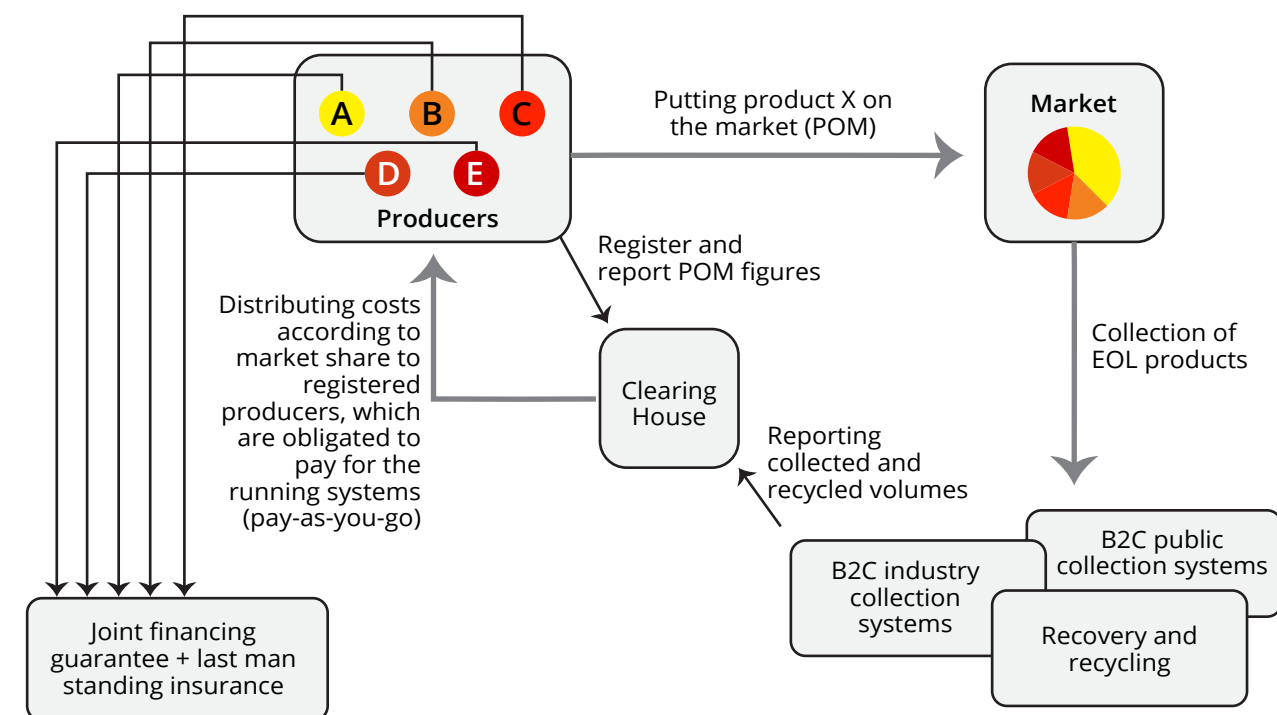 A
B
C
D
E
Producers
Putting product X on
the market (POM)
Market
Register and
report POM figures
Distributing costs
according to
market share to
registered
producers, which
are obligated to
pay for the
running systems
(pay-as-you-go)
Clearing
House
Collection of
EOL products
Reporting
collected and
recycled volumes
B2C public
collection systems
B2C industry
collection
systems
Recovery and
recycling
Joint financing
guarantee + last man
standing insurance